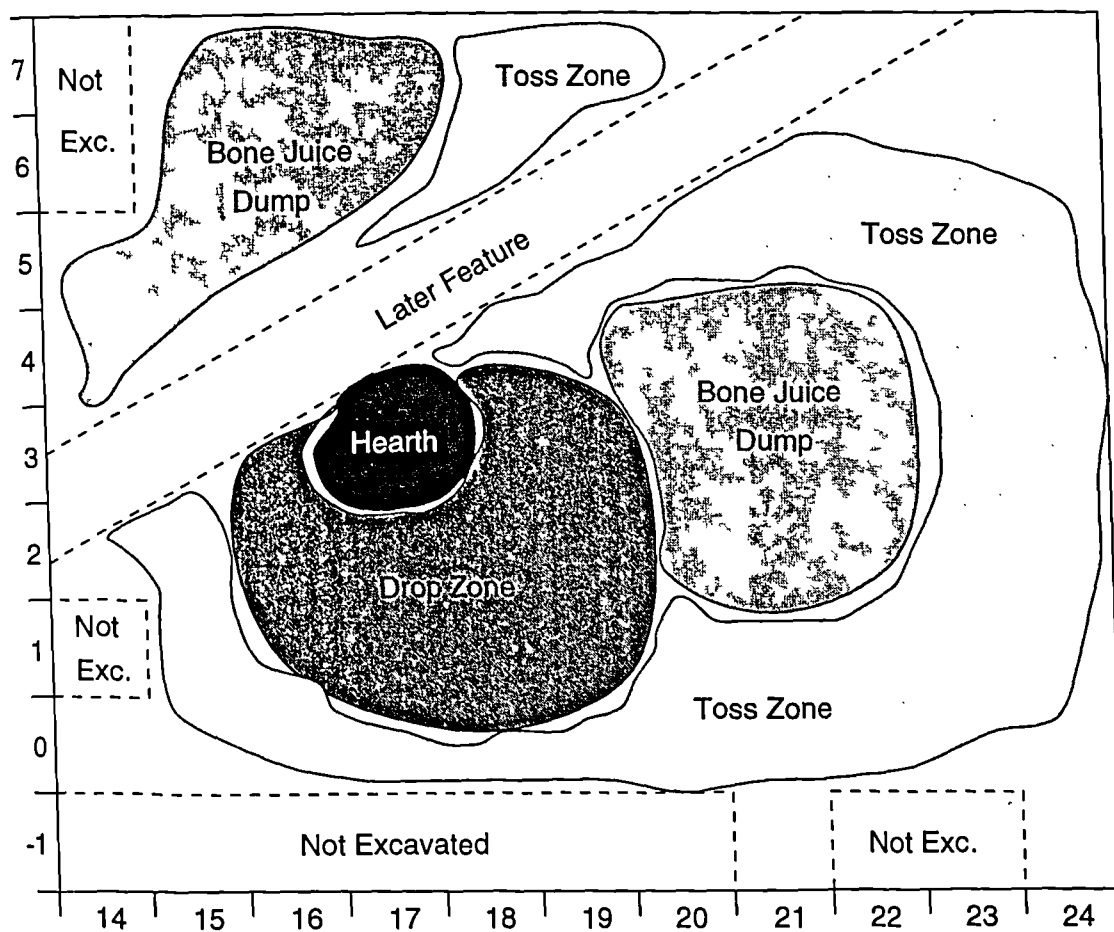 7
Not
Exc.
Toss Zone
6
Bone Juice
Dump
5
Toss Zone
Later Feature
4
Bone Juice
Dump
3
Hearth
2
Drop Zone
Not
Exc.
1
Toss Zone
0
-1
Not Excavated
Not Exc.
14 15 16 17 18 19 20 21 22 23 24